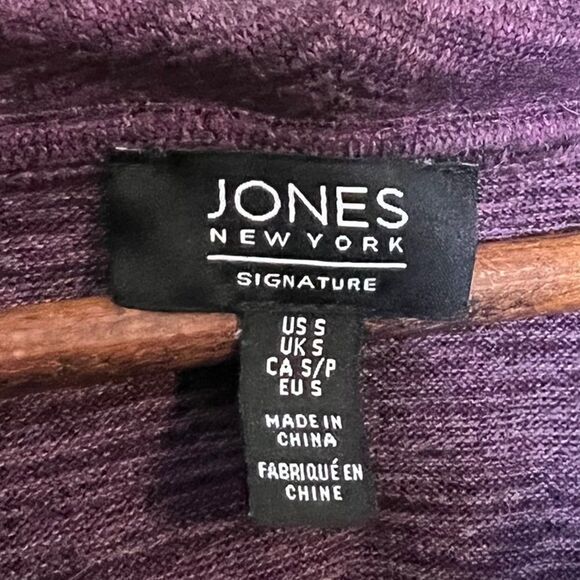 JONES
NEW YORK
SIGNATURE
US S
UK S
CA S/P
EU S
MADE IN
CHINA
FABRIQUÉ EN
CHINE